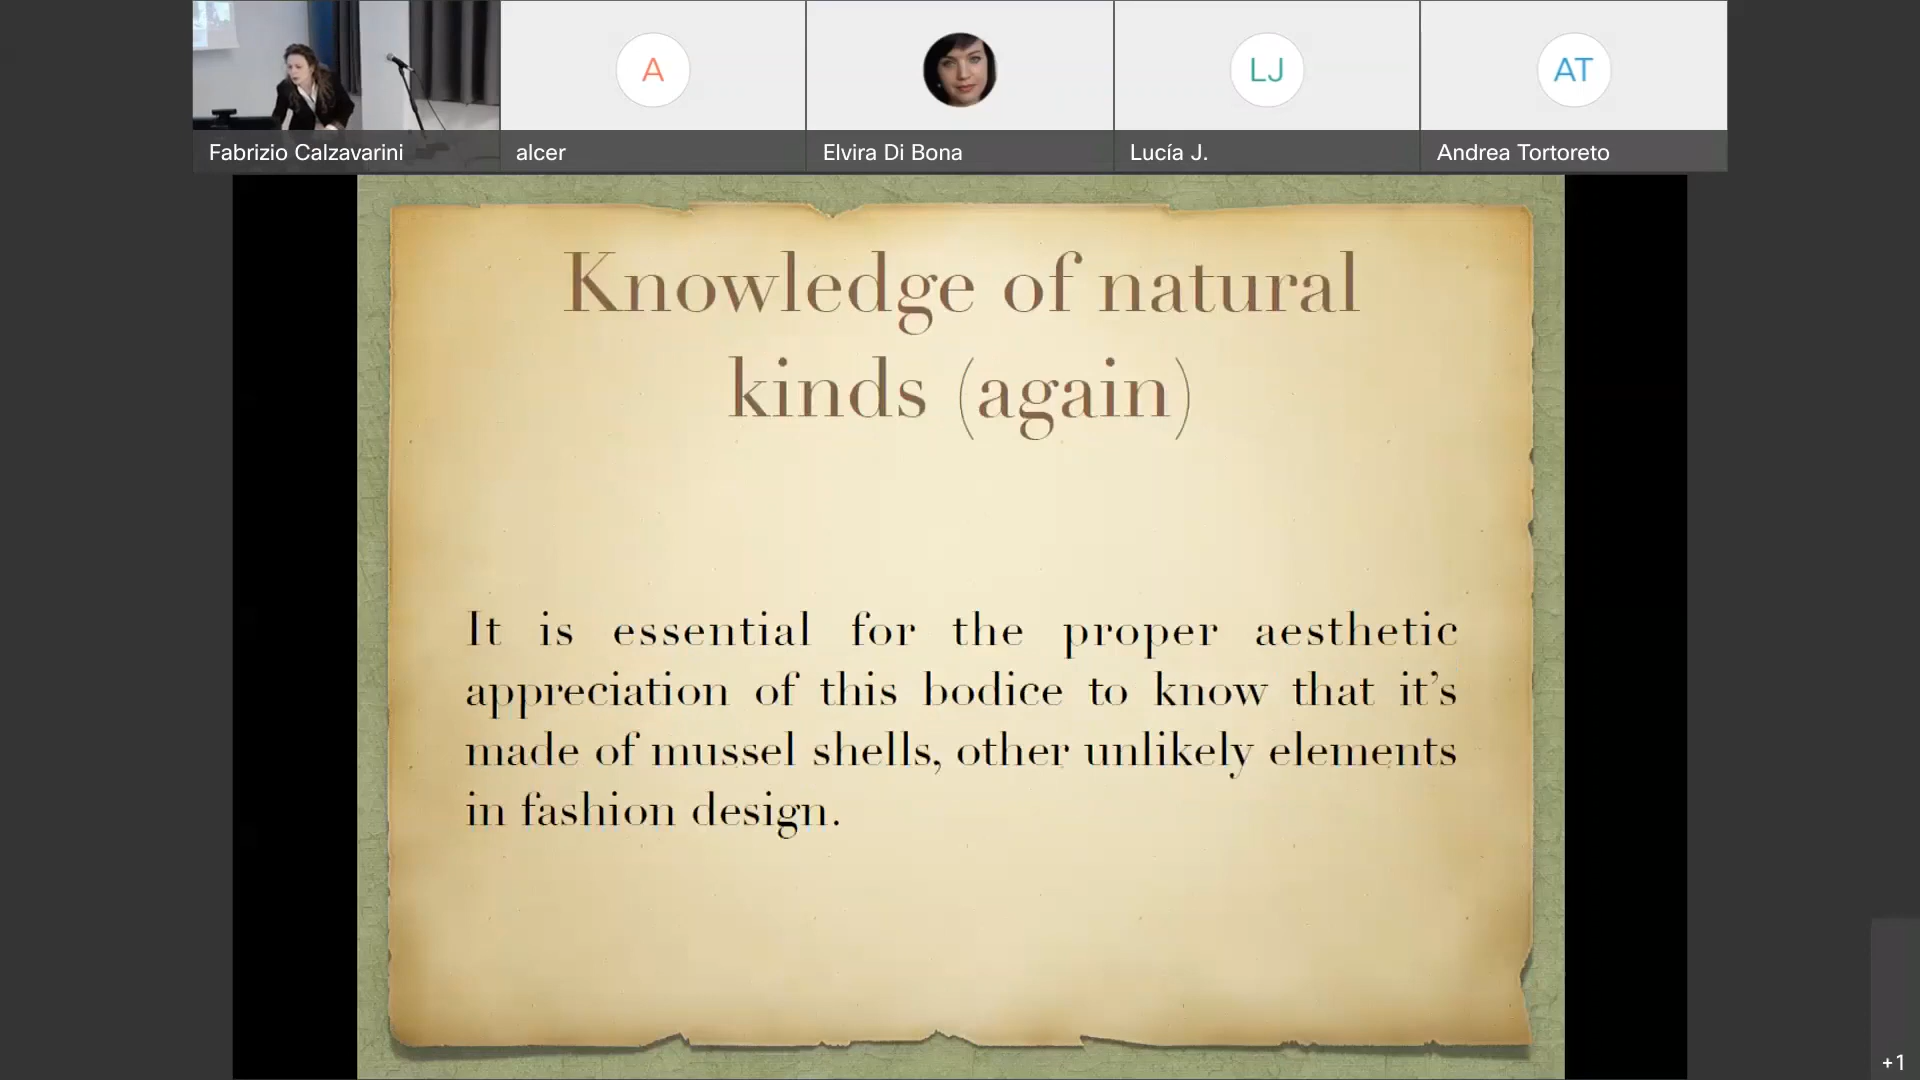 A
LJ
AT
Fabrizio Calzavarini
alcer
Elvira Di Bona
Lucía J.
Andrea Tortoreto
Knowledge of natural
kinds (again)
It is essential for the proper aesthetic
appreciation of this bodice to know that it’s
made of mussel shells, other unlikely elements
in fashion design.
+1